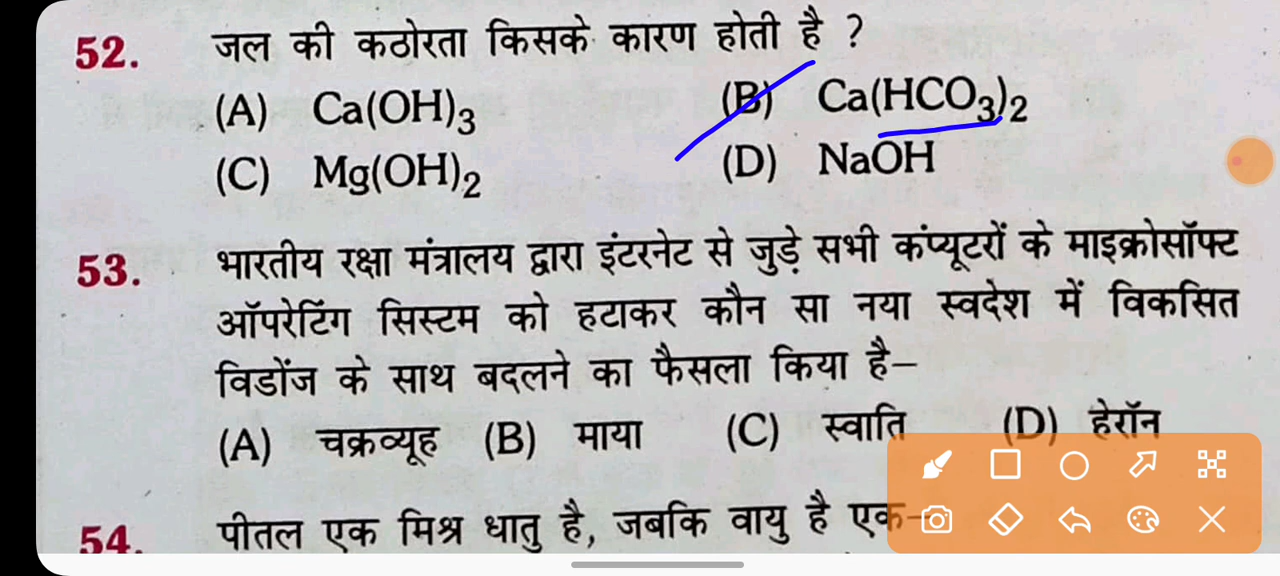 52. जल की कठोरता किसके कारण होती है ?
(A) Ca(OH)3 (B) Ca(HCO3)2
(C) Mg(OH)2 (D) NaOH
53. भारतीय रक्षा मंत्रालय द्वारा इंटरनेट से जुड़े सभी कंप्यूटरों के माइक्रोसॉफ्ट
ऑपरेटिंग सिस्टम को हटाकर कौन सा नया स्वदेश में विकसित
विडोंज के साथ बदलने का फैसला किया है–
(A) चक्रव्यूह (B) माया (C) स्वाति (D) हेरॉन
54. पीतल एक मिश्र धातु है, जबकि वायु है एक–